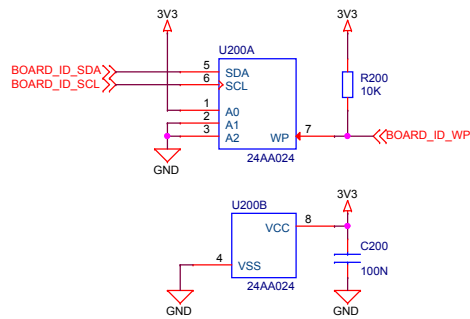 3V3
3V3
U200A
BOARD_ID_SDA
5
SDA
BOARD_ID_SCL
6
SCL
R200
10K
1
A0
2
A1
3
A2
WP
7
BOARD_ID_WP
24AA024
GND
3V3
U200B
VCC
8
C200
100N
4
VSS
24AA024
GND
GND